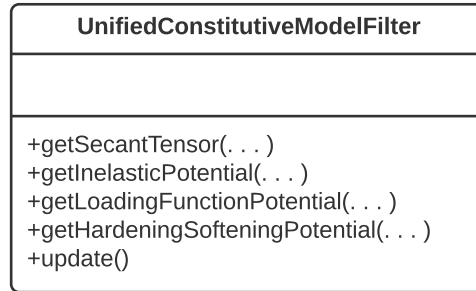 UnifiedConstitutiveModelFilter
+getSecantTensor(. . . )
+getInelasticPotential(. . . )
+getLoadingFunctionPotential(. . . )
+getHardeningSofteningPotential(. . . )
+update()